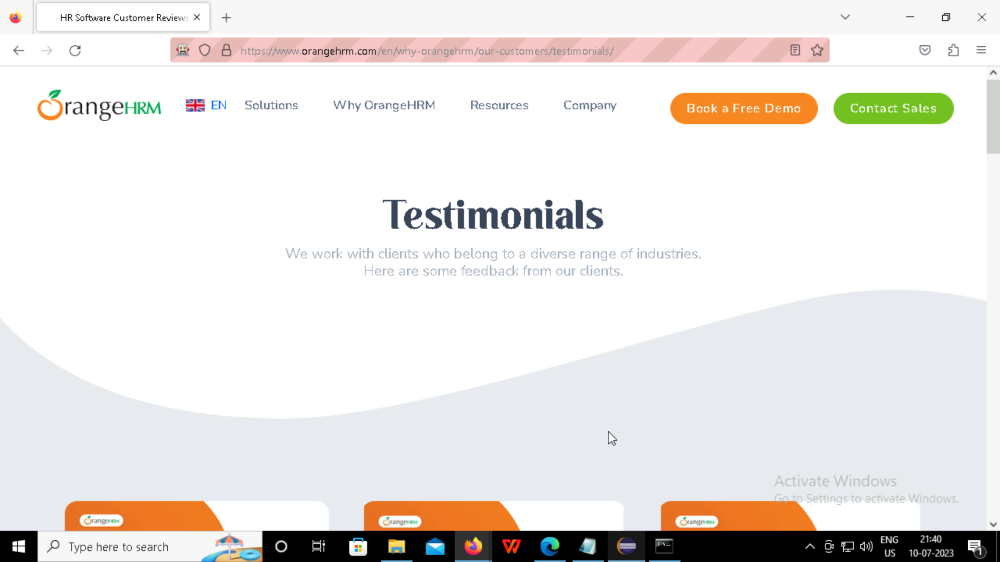 HR Software Customer Reviews
https://www.orangehrm.com/en/why-orangehrm/our-customers/testimonials/
OrangeHRM
EN
Solutions
Why OrangeHRM
Resources
Company
Book a Free Demo
Contact Sales
Testimonials
We work with clients who belong to a diverse range of industries.
Here are some feedback from our clients.
Activate Windows
Go to Settings to activate Windows.
OrangeHRM
OrangeHRM
OrangeHRM
Type here to search
ENG
US
21:40
10-07-2023
1